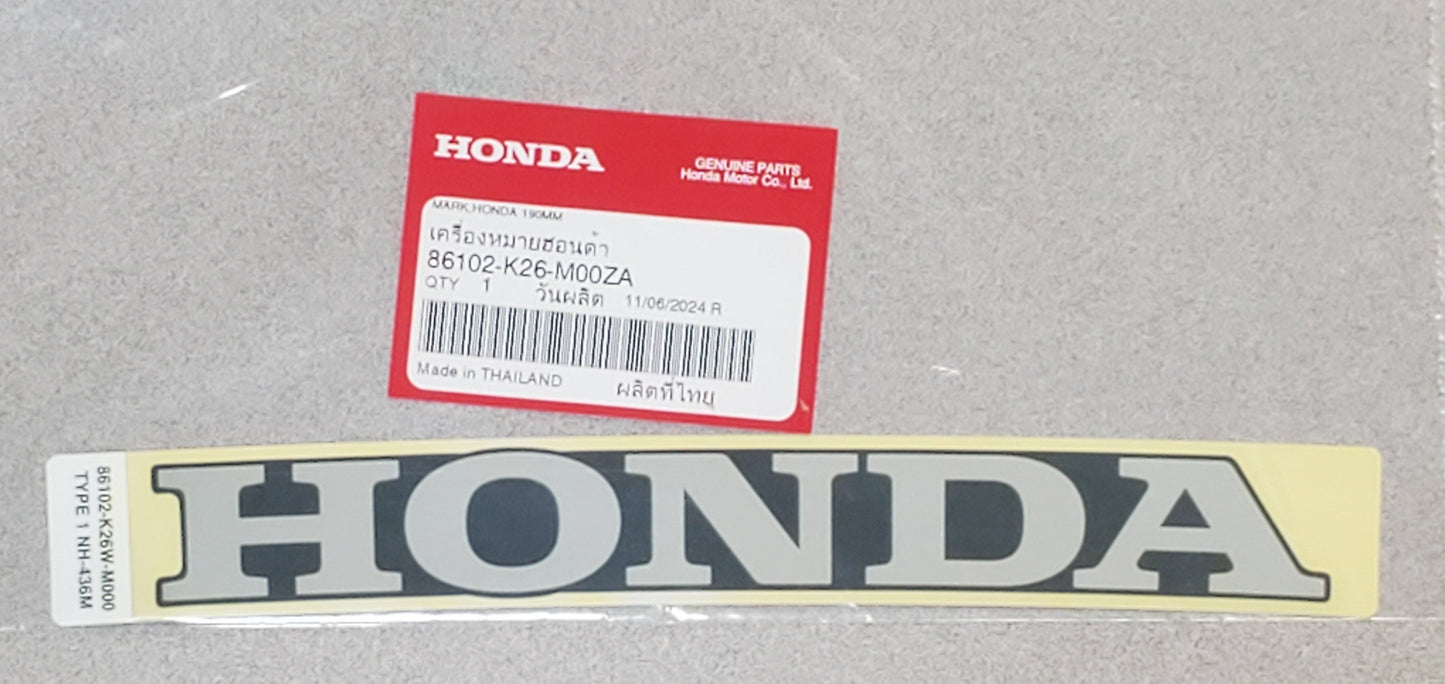 HONDA
GENUINE PARTS
Honda Motor Co., Ltd.
MARK,HONDA 190MM
เครื่องหมายฮอนด้า
86102-K26-M00ZA
QTY 1 วันผลิต 11/06/2024 R
Made in THAILAND ผลิตที่ไทย
86102-K26W-M000
TYPE 1 NH-436M
HONDA